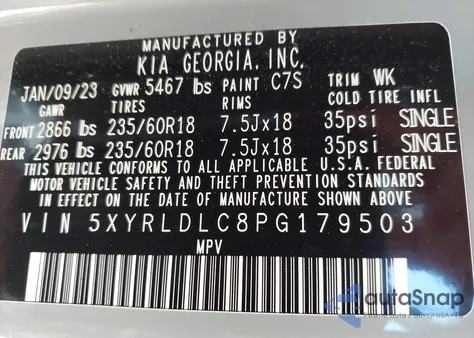 MANUFACTURED BY
KIA GEORGIA, INC.
JAN/09/23 GVWR 5467 lbs PAINT C7S TRIM WK
GAWR TIRES RIMS COLD TIRE INFL
FRONT 2866 lbs 235/60R18 7.5Jx18 35psi SINGLE
REAR 2976 lbs 235/60R18 7.5Jx18 35psi SINGLE
THIS VEHICLE CONFORMS TO ALL APPLICABLE U.S.A. FEDERAL
MOTOR VEHICLE SAFETY AND THEFT PREVENTION STANDARDS
IN EFFECT ON THE DATE OF MANUFACTURE SHOWN ABOVE.
VIN 5XYRLDLC8PG179503
MPV
autoSnap